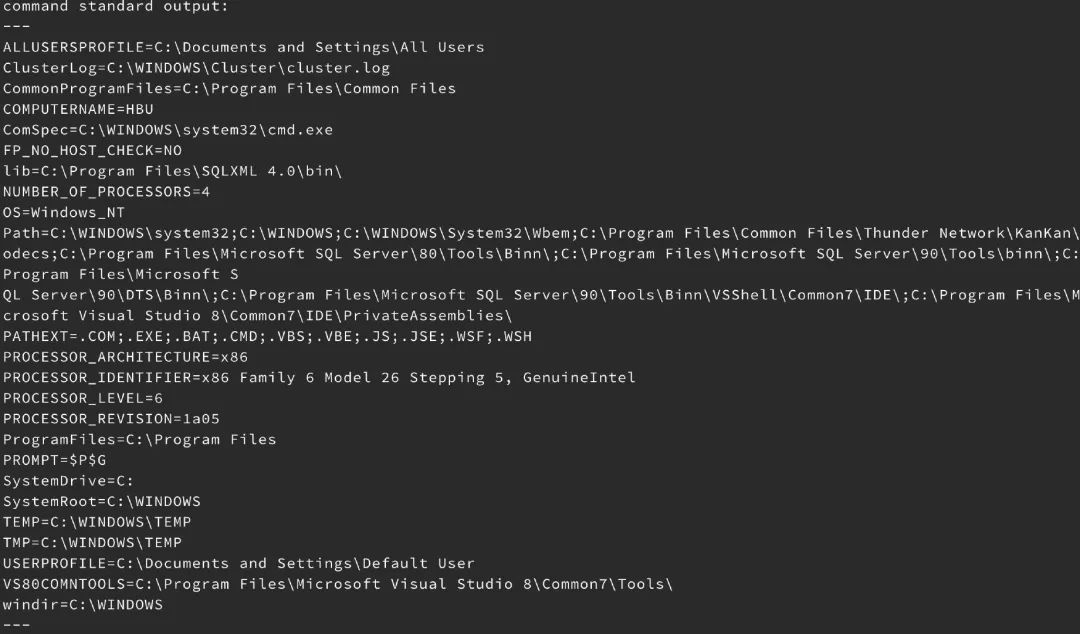 command standard output:
---
ALLUSERSPROFILE=C:\Documents and Settings\All Users
ClusterLog=C:\WINDOWS\Cluster\cluster.log
CommonProgramFiles=C:\Program Files\Common Files
COMPUTERNAME=HBU
ComSpec=C:\WINDOWS\system32\cmd.exe
FP_NO_HOST_CHECK=NO
lib=C:\Program Files\SQLXML 4.0\bin\
NUMBER_OF_PROCESSORS=4
OS=Windows_NT
Path=C:\WINDOWS\system32;C:\WINDOWS;C:\WINDOWS\System32\Wbem;C:\Program Files\Common Files\Thunder Network\KanKan\
odecs;C:\Program Files\Microsoft SQL Server\80\Tools\Binn\;C:\Program Files\Microsoft SQL Server\90\Tools\binn\;C:
Program Files\Microsoft S
QL Server\90\DTS\Binn\;C:\Program Files\Microsoft SQL Server\90\Tools\Binn\VSShell\Common7\IDE\;C:\Program Files\M
crosoft Visual Studio 8\Common7\IDE\PrivateAssemblies\
PATHEXT=.COM;.EXE;.BAT;.CMD;.VBS;.VBE;.JS;.JSE;.WSF;.WSH
PROCESSOR_ARCHITECTURE=x86
PROCESSOR_IDENTIFIER=x86 Family 6 Model 26 Stepping 5, GenuineIntel
PROCESSOR_LEVEL=6
PROCESSOR_REVISION=1a05
ProgramFiles=C:\Program Files
PROMPT=$P$G
SystemDrive=C:
SystemRoot=C:\WINDOWS
TEMP=C:\WINDOWS\TEMP
TMP=C:\WINDOWS\TEMP
USERPROFILE=C:\Documents and Settings\Default User
VS80COMNTOOLS=C:\Program Files\Microsoft Visual Studio 8\Common7\Tools\
windir=C:\WINDOWS
---